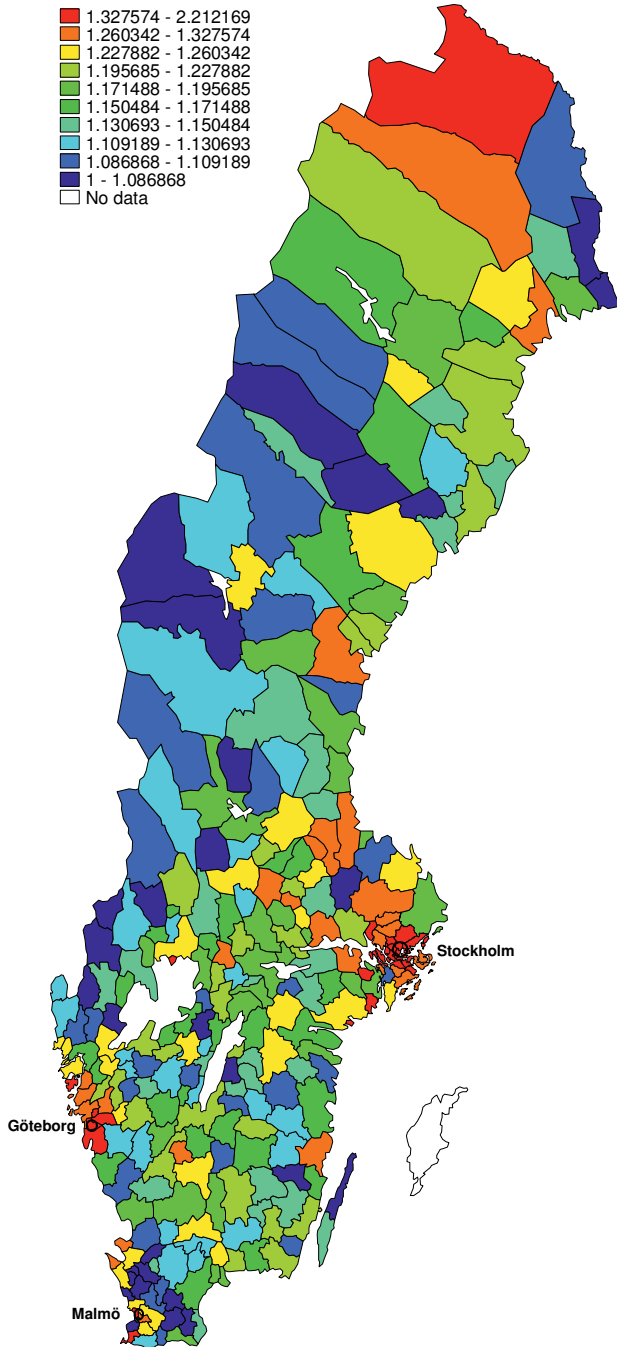 1.327574 - 2.212169
1.260342 - 1.327574
1.227882 - 1.260342
1.195685 - 1.227882
1.171488 - 1.195685
1.150484 - 1.171488
1.130693 - 1.150484
1.109189 - 1.130693
1.086868 - 1.109189
1 - 1.086868
No data
Stockholm
Göteborg
Malmö